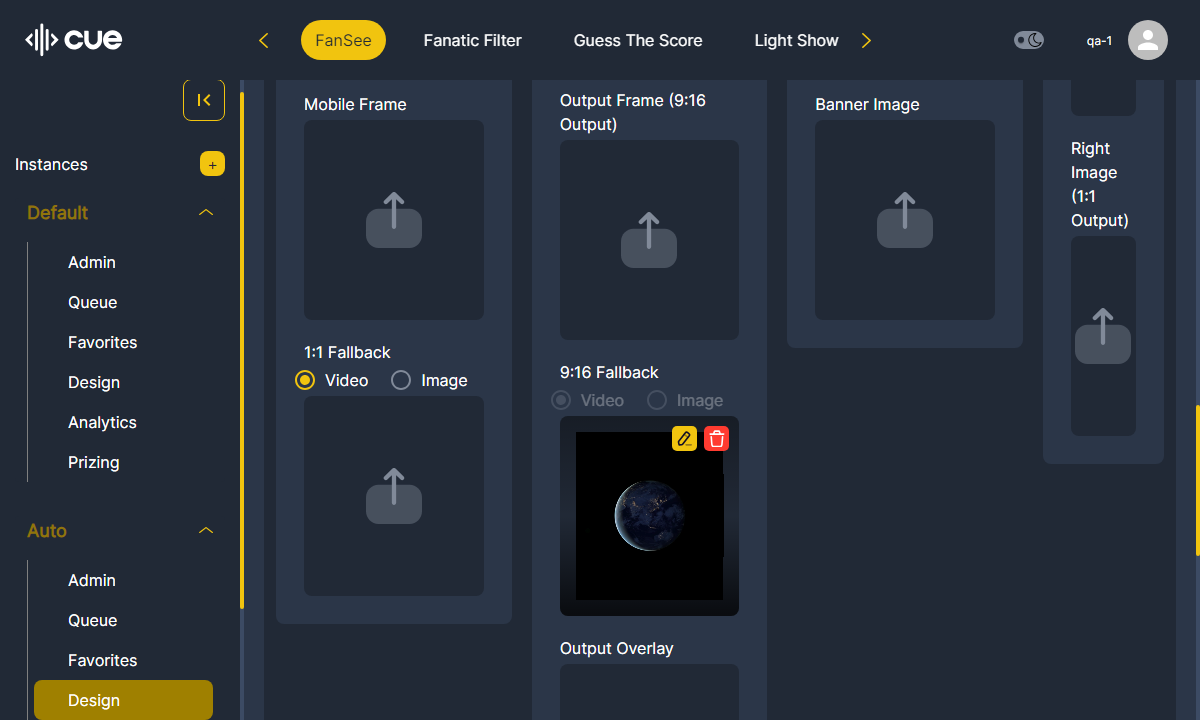 cue
FanSee
Fanatic Filter
Guess The Score
Light Show
qa-1
Instances
+
Default
Admin
Queue
Favorites
Design
Analytics
Prizing
Auto
Admin
Queue
Favorites
Design
Mobile Frame
1:1 Fallback
Video
Image
Output Frame (9:16
Output)
9:16 Fallback
Video
Image
Output Overlay
Banner Image
Right
Image
(1:1
Output)